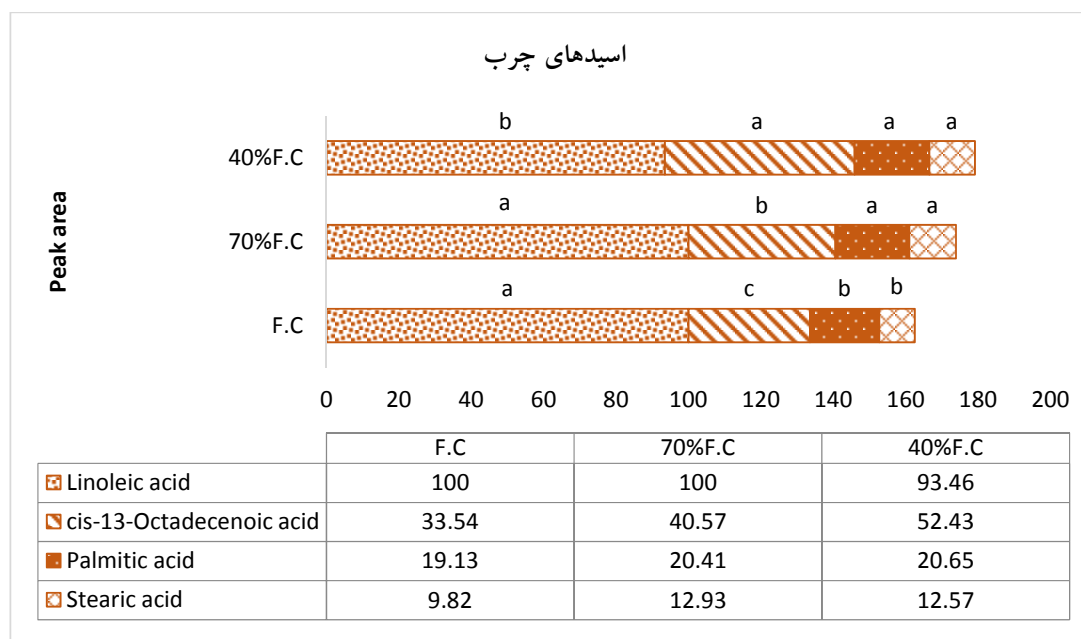 اسیدهای چرب
b a a a
40%F.C
a b a a
70%F.C
Peak area
a c b b
F.C
0 20 40 60 80 100 120 140 160 180 200
F.C 70%F.C 40%F.C
Linoleic acid 100 100 93.46
cis-13-Octadecenoic acid 33.54 40.57 52.43
Palmitic acid 19.13 20.41 20.65
Stearic acid 9.82 12.93 12.57